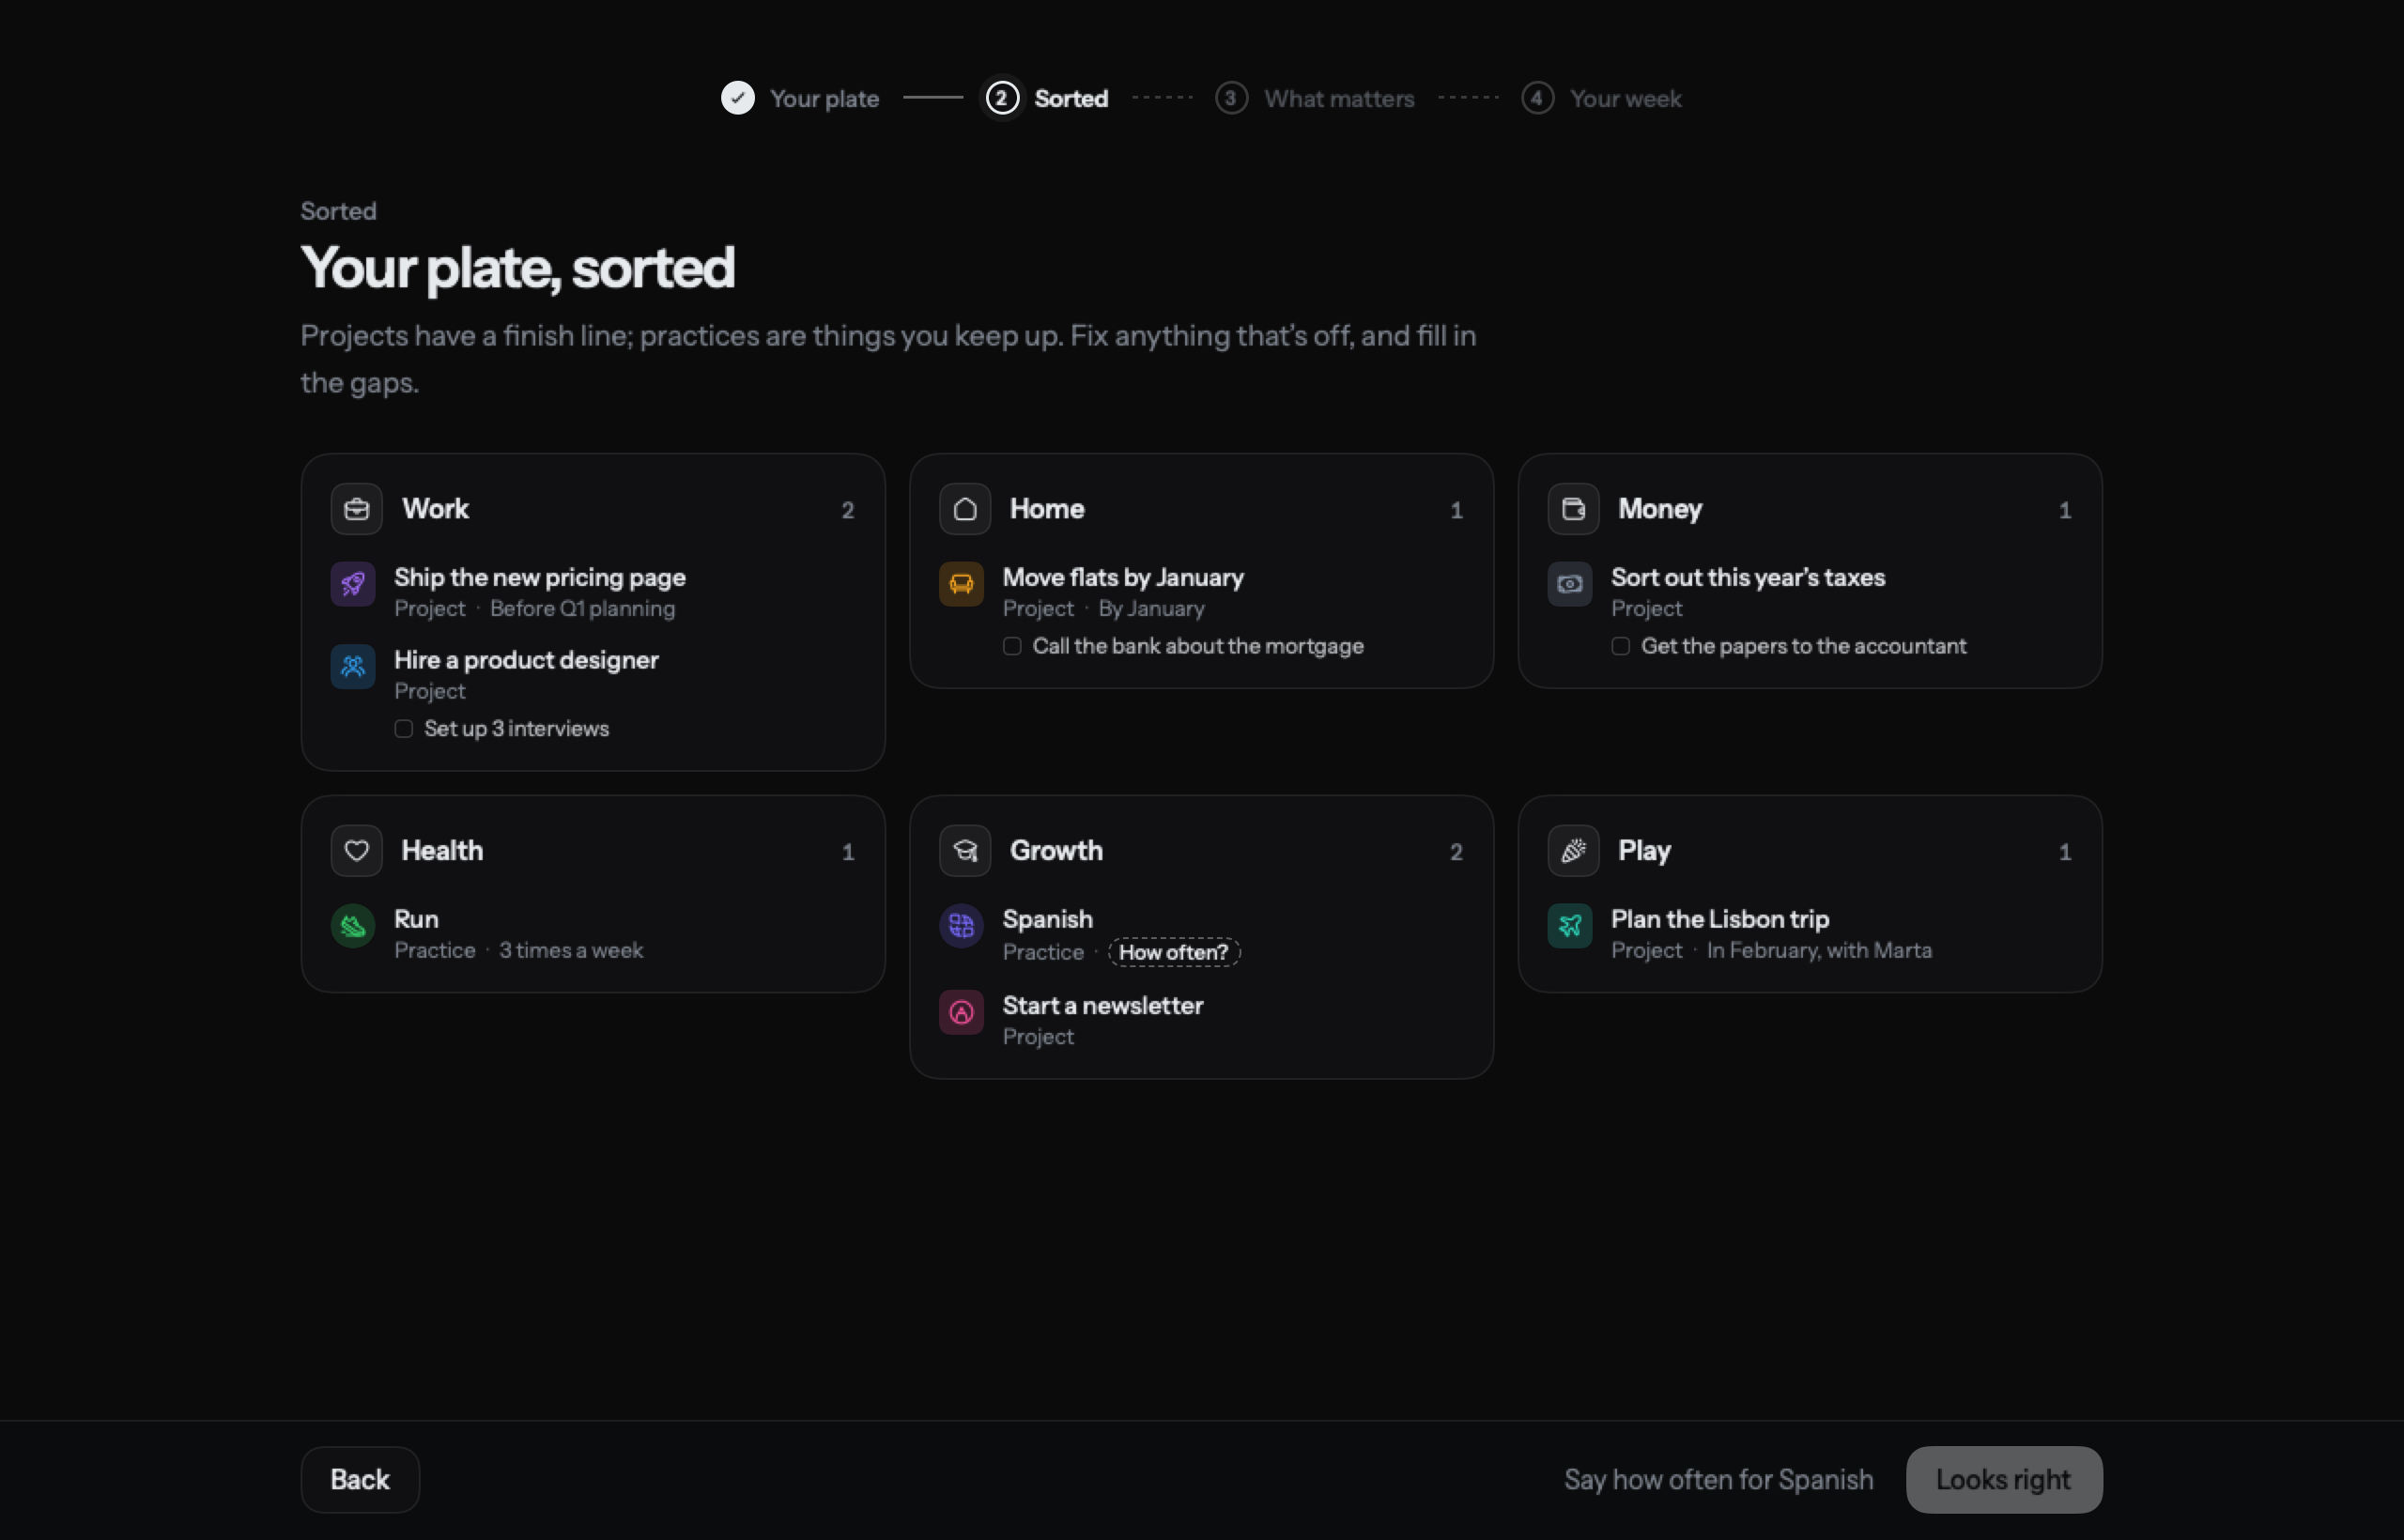 Your plate
2 Sorted
3 What matters
4 Your week
Sorted
Your plate, sorted
Projects have a finish line; practices are things you keep up. Fix anything that’s off, and fill in
the gaps.
Work 2
Ship the new pricing page
Project · Before Q1 planning
Hire a product designer
Project
Set up 3 interviews
Home 1
Move flats by January
Project · By January
Call the bank about the mortgage
Money 1
Sort out this year’s taxes
Project
Get the papers to the accountant
Health 1
Run
Practice · 3 times a week
Growth 2
Spanish
Practice · How often?
Start a newsletter
Project
Play 1
Plan the Lisbon trip
Project · In February, with Marta
Back
Say how often for Spanish
Looks right